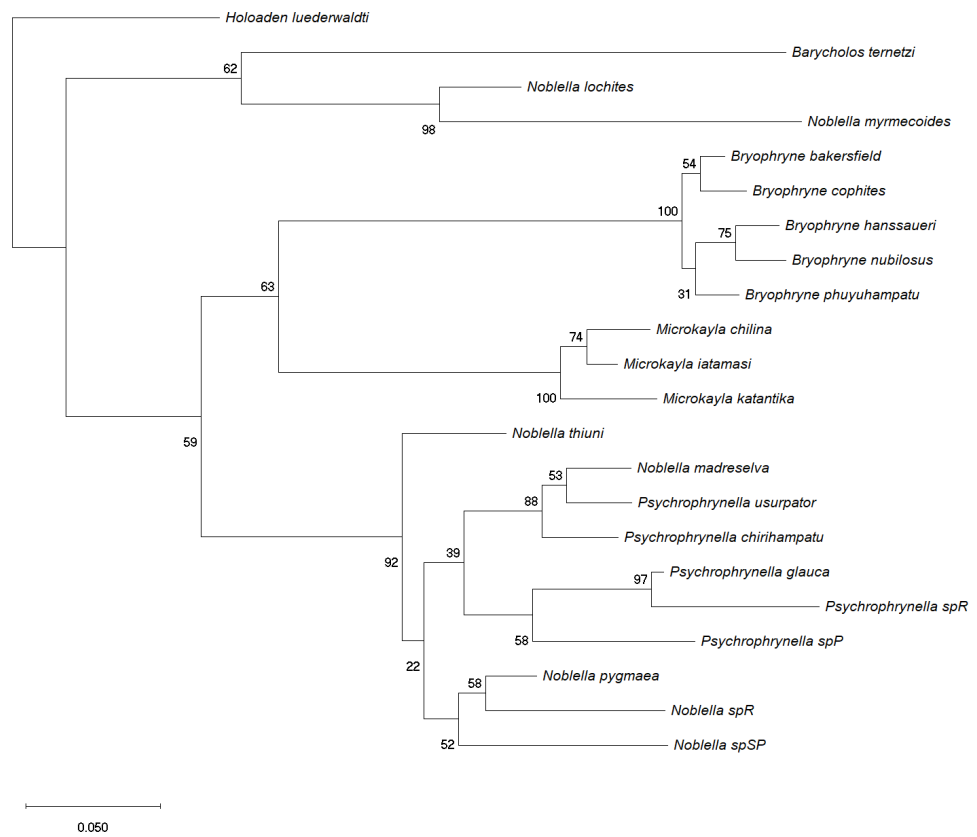 Holoaden luederwaldti
Barycholos ternetzi
62
Noblella lochites
Noblella myrmecoides
98
Bryophryne bakersfield
54
Bryophryne cophites
100
Bryophryne hanssaueri
75
Bryophryne nubilosus
Bryophryne phuyuhampatu
31
63
Microkayla chilina
74
Microkayla iatamasi
Microkayla katantika
100
59
Noblella thiuni
Noblella madreselva
53
Psychrophrynella usurpator
88
Psychrophrynella chirihampatu
39
92
Psychrophrynella glauca
97
Psychrophrynella spR
Psychrophrynella spP
58
22
Noblella pygmaea
58
Noblella spR
Noblella spSP
52
0.050